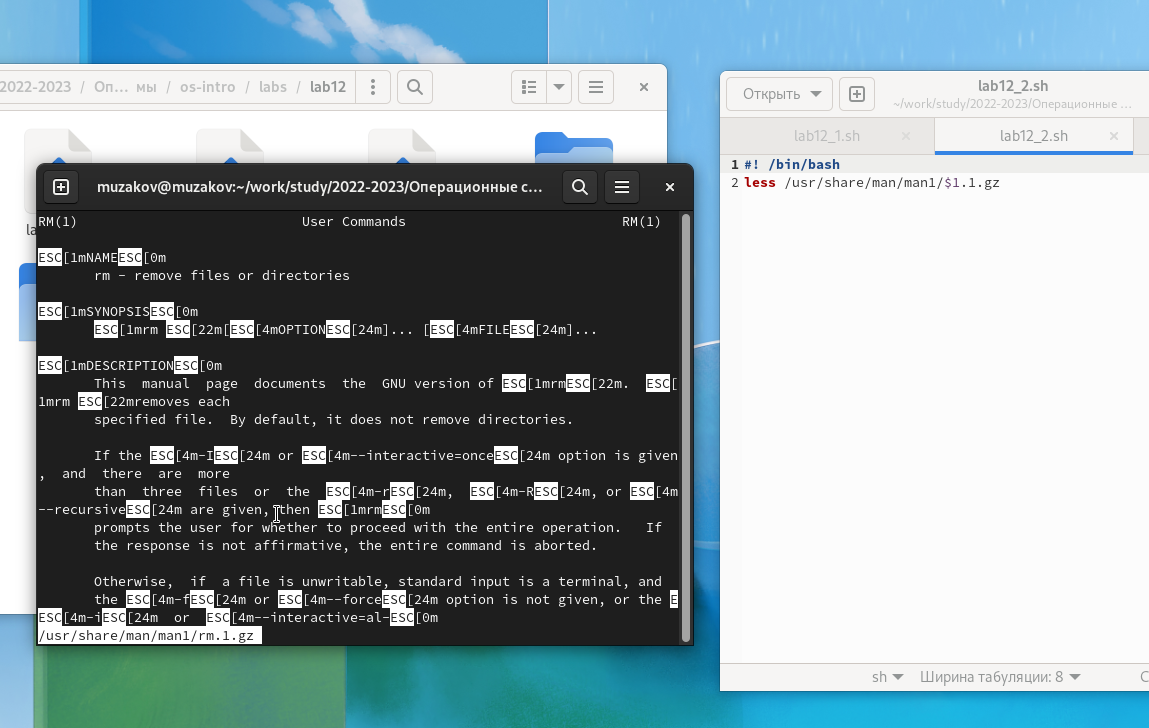 2022-2023 / Оп… мы / os-intro / labs / lab12
muzakov@muzakov:~/work/study/2022-2023/Операционные с…
RM(1) User Commands RM(1)
ESC[1mNAMEESC[0m
rm - remove files or directories
ESC[1mSYNOPSISESC[0m
ESC[1mrm ESC[22m[ESC[4mOPTIONESC[24m]... [ESC[4mFILEESC[24m]...
ESC[1mDESCRIPTIONESC[0m
This manual page documents the GNU version of ESC[1mrmESC[22m. ESC[
1mrm ESC[22mremoves each
specified file. By default, it does not remove directories.
If the ESC[4m-IESC[24m or ESC[4m--interactive=onceESC[24m option is given
, and there are more
than three files or the ESC[4m-rESC[24m, ESC[4m-RESC[24m, or ESC[4m
--recursiveESC[24m are given, then ESC[1mrmESC[0m
prompts the user for whether to proceed with the entire operation. If
the response is not affirmative, the entire command is aborted.
Otherwise, if a file is unwritable, standard input is a terminal, and
the ESC[4m-fESC[24m or ESC[4m--forceESC[24m option is not given, or the E
ESC[4m-iESC[24m or ESC[4m--interactive=al-ESC[0m
/usr/share/man/man1/rm.1.gz
Открыть
lab12_2.sh
~/work/study/2022-2023/Операционные …
lab12_1.sh
lab12_2.sh
1 #! /bin/bash
2 less /usr/share/man/man1/$1.1.gz
sh
Ширина табуляции: 8